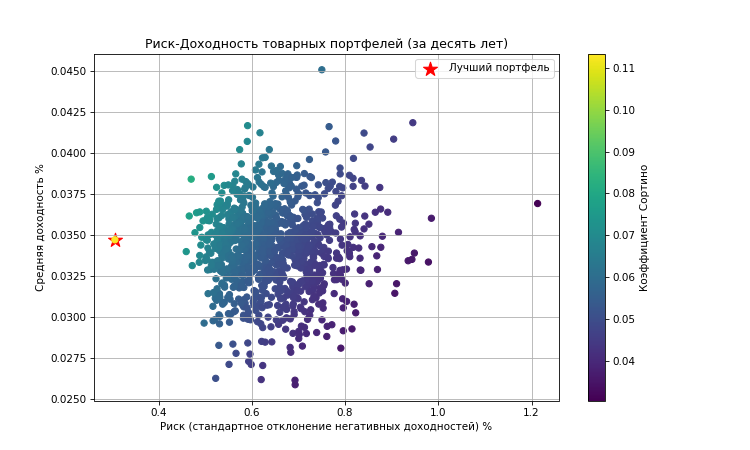 Риск-Доходность товарных портфелей (за десять лет)
Лучший портфель
Средняя доходность %
0.0450
0.0425
0.0400
0.0375
0.0350
0.0325
0.0300
0.0275
0.0250
0.4 0.6 0.8 1.0 1.2
Риск (стандартное отклонение негативных доходностей) %
0.11
0.10
0.09
0.08
0.07
0.06
0.05
0.04
Коэффициент Сортино